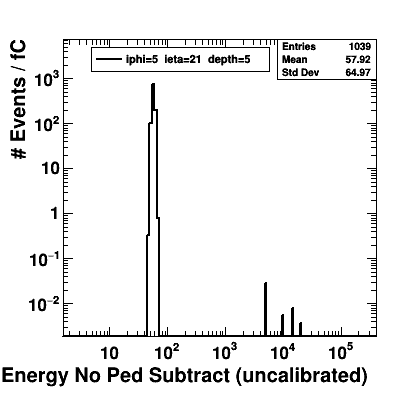 Entries 1039
Mean 57.92
Std Dev 64.97
iphi=5 ieta=21 depth=5
# Events / fC
10³
10²
10
1
10⁻¹
10⁻²
10 10² 10³ 10⁴ 10⁵
Energy No Ped Subtract (uncalibrated)